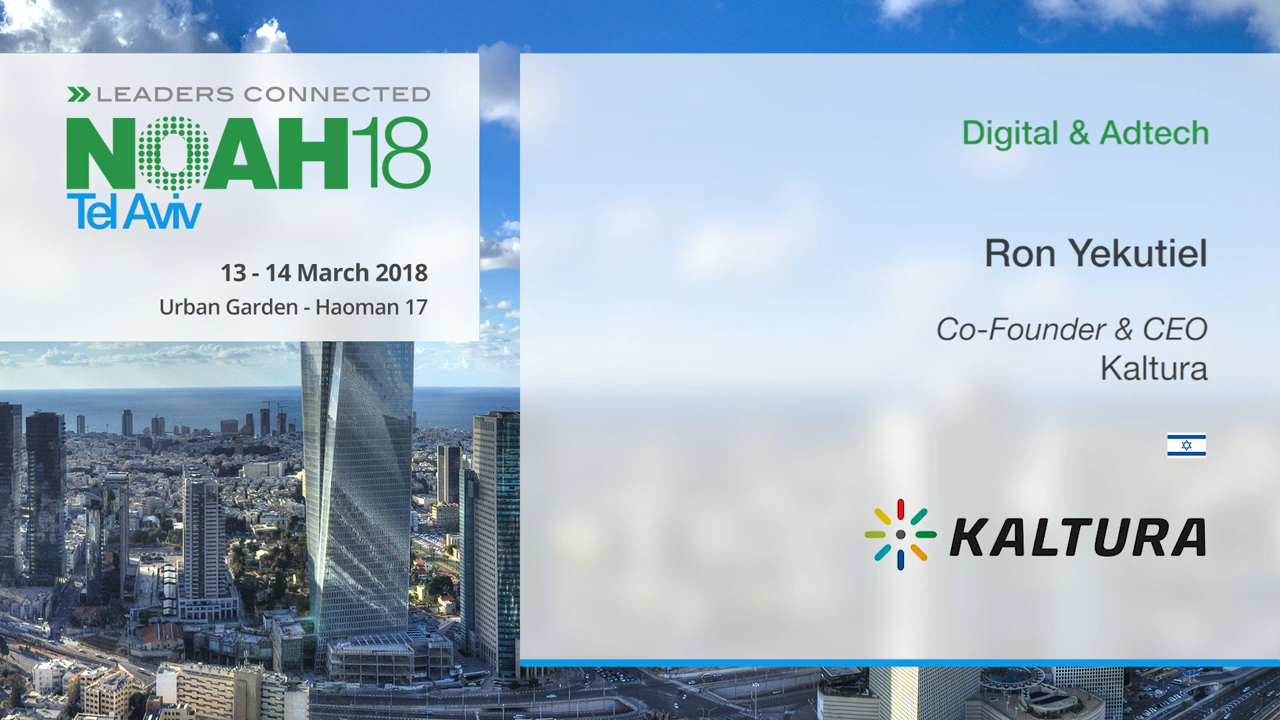 LEADERS CONNECTED
NOAH18
Tel Aviv
13 - 14 March 2018
Urban Garden - Haoman 17
Digital & Adtech
Ron Yekutiel
Co-Founder & CEO
Kaltura
KALTURA